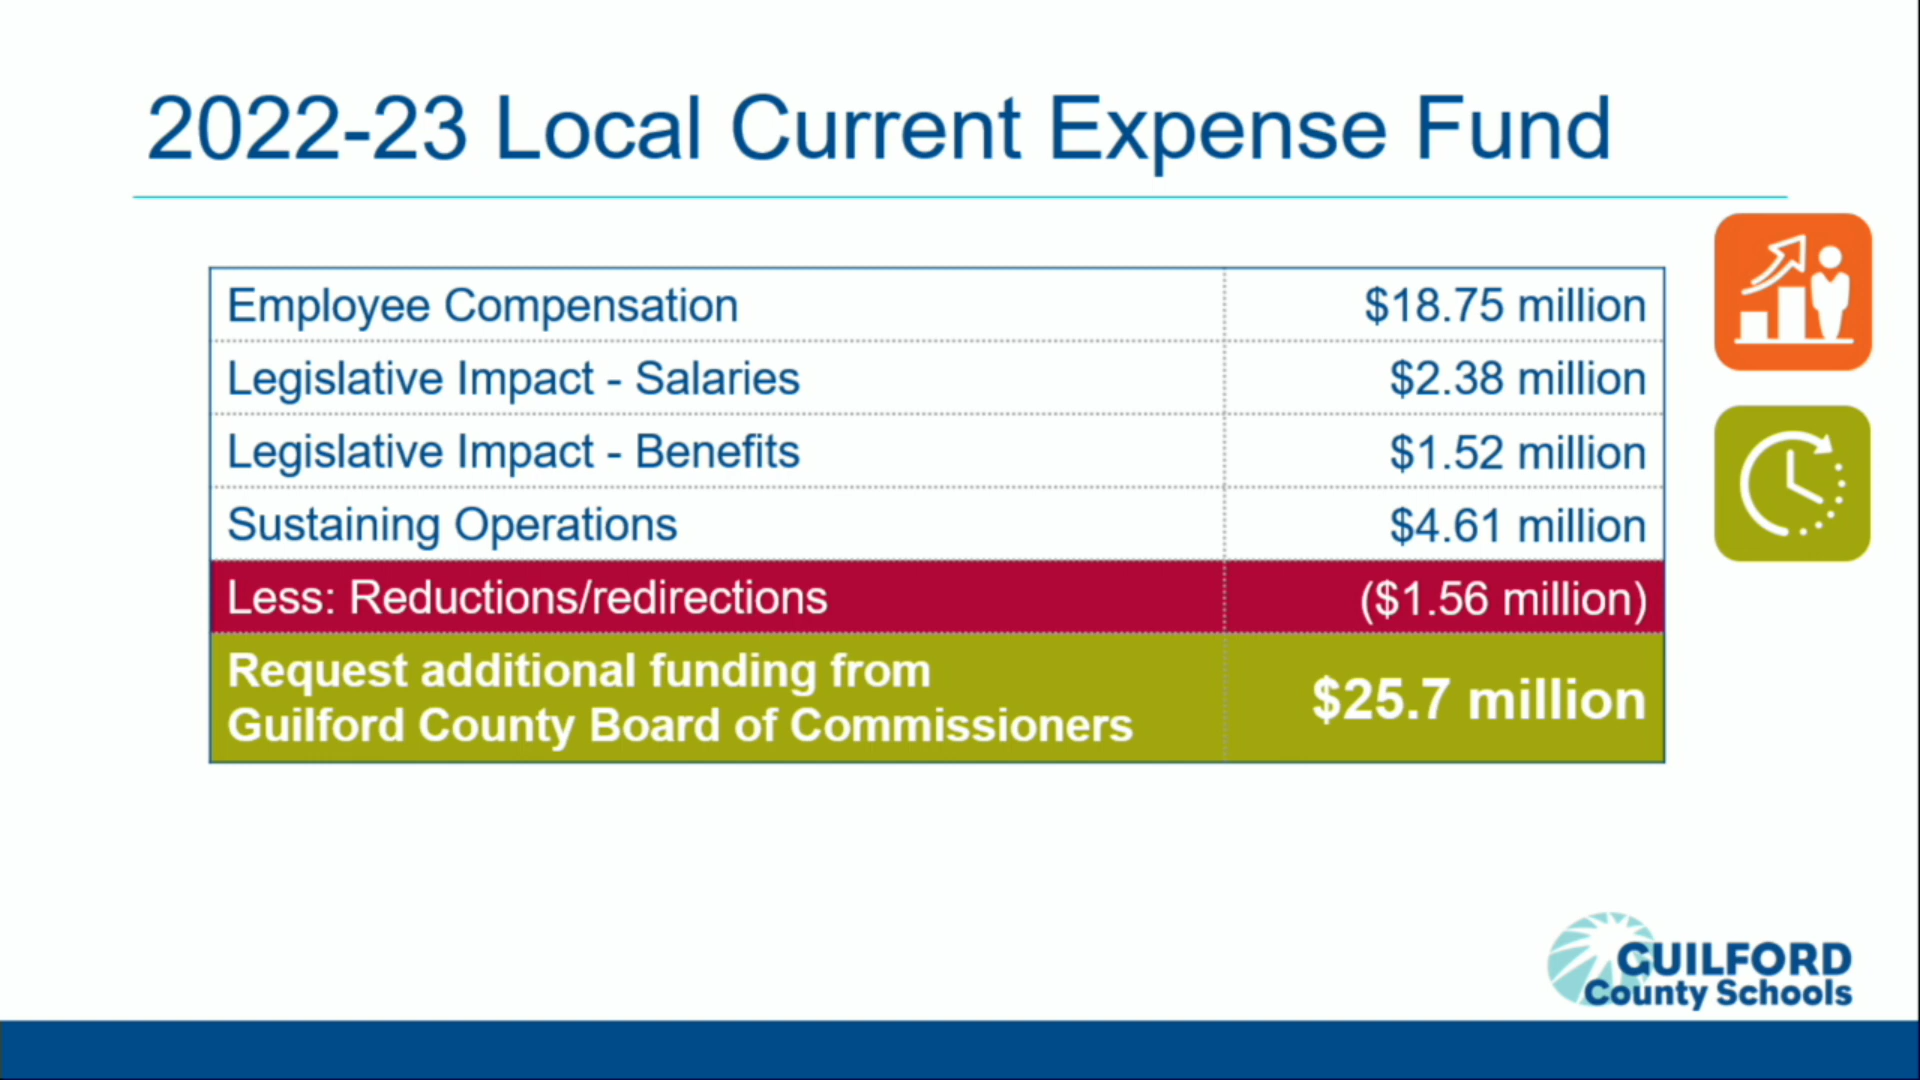 2022-23 Local Current Expense Fund
Employee Compensation $18.75 million
Legislative Impact - Salaries $2.38 million
Legislative Impact - Benefits $1.52 million
Sustaining Operations $4.61 million
Less: Reductions/redirections ($1.56 million)
Request additional funding from
Guilford County Board of Commissioners $25.7 million
GUILFORD
County Schools